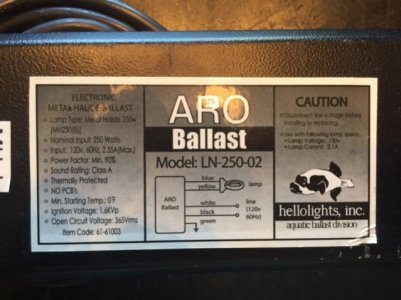 ELECTRONIC
METAL HALIDE BALLAST
Lamp Type: Metal Halide 250w
[MH250(B)]
Nominal Input: 250 Watts
Input: 120v, 60Hz, 2.35A(Max.)
Power Factor: Min. 90%
Sound Rating: Class A
Thermally Protected
NO PCB's
Min. Starting Temp.: 0°F
Ignition Voltage: 1.6KVp
Open Circuit Voltage: 365Vrms
Item Code: 61-61003
ARO
Ballast
Model: LN-250-02
ARO
Ballast
blue
yellow
lamp
white
black
green
line
(120v
60Hz)
CAUTION
Disconnect line voltage before
installing or replacing.
Use with following lamp specs:
- Lamp Voltage: 130v
- Lamp Current: 2.1A
hellolights, inc.
aquatic ballast division